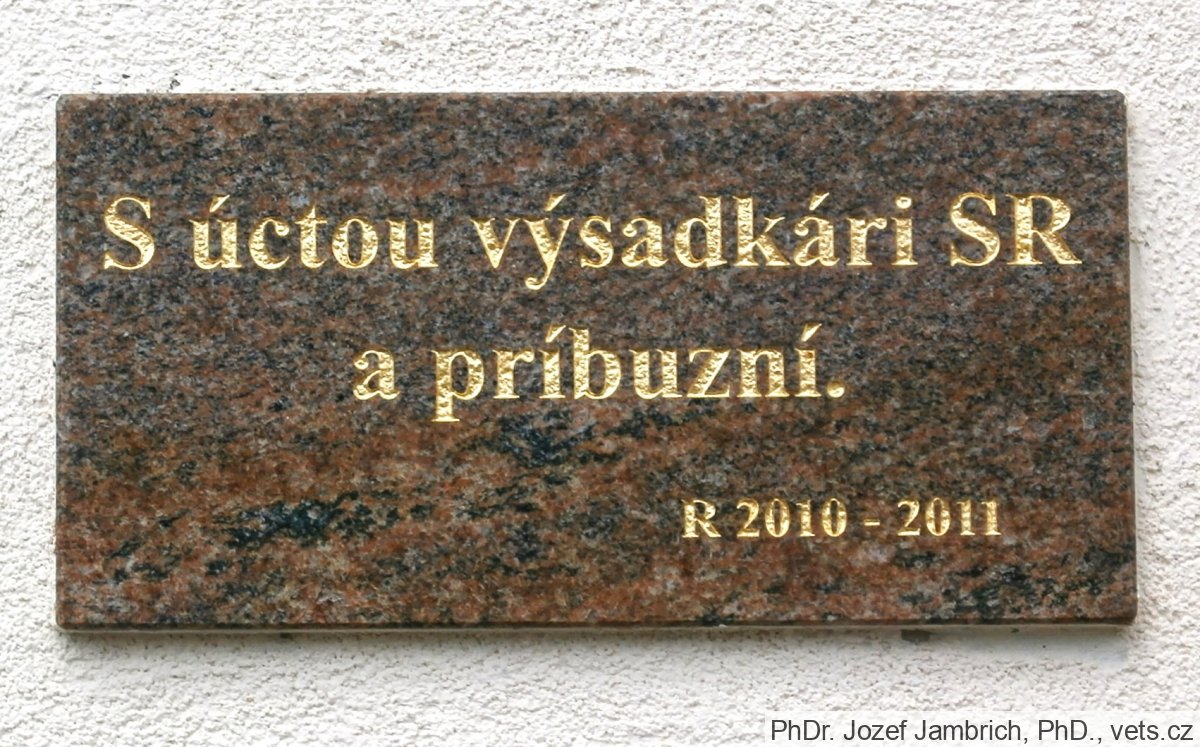 S úctou výsadkári SR
a príbuzní.
R 2010 - 2011
PhDr. Jozef Jambrich, PhD., vets.cz